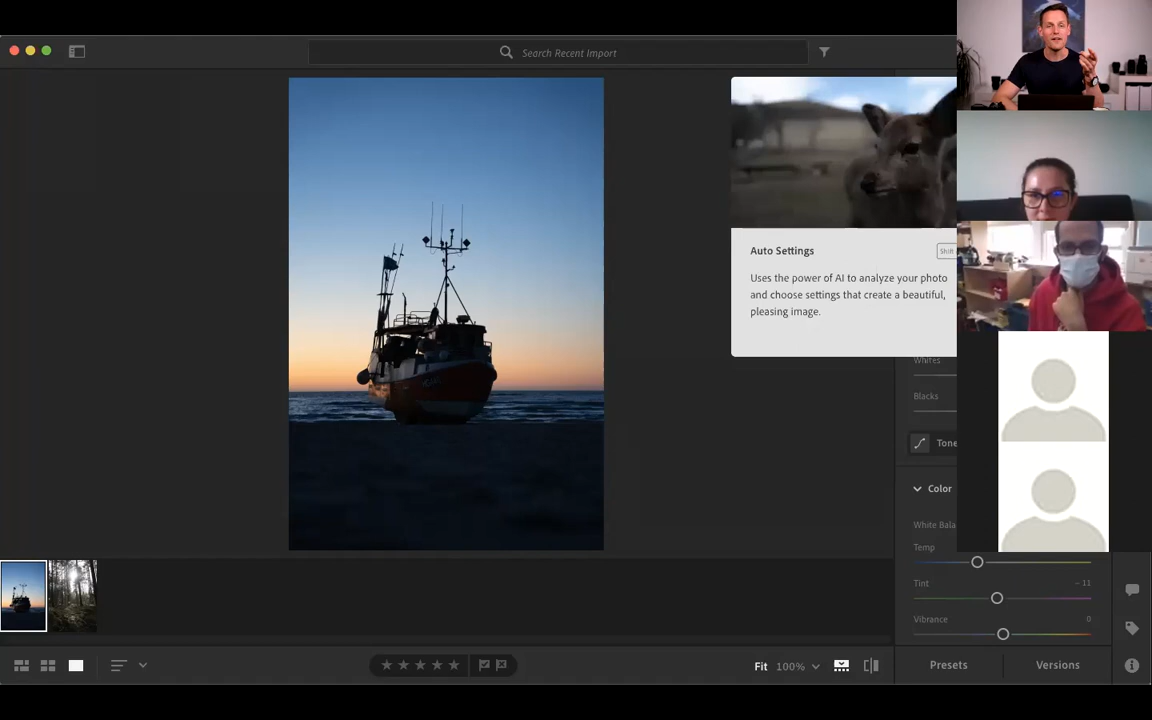 Search Recent Import
Auto Settings
Shift
Uses the power of AI to analyze your photo
and choose settings that create a beautiful,
pleasing image.
Whites
Blacks
Tone
Color
White Bala
Temp
Tint
- 11
Vibrance
0
Fit
100%
Presets
Versions